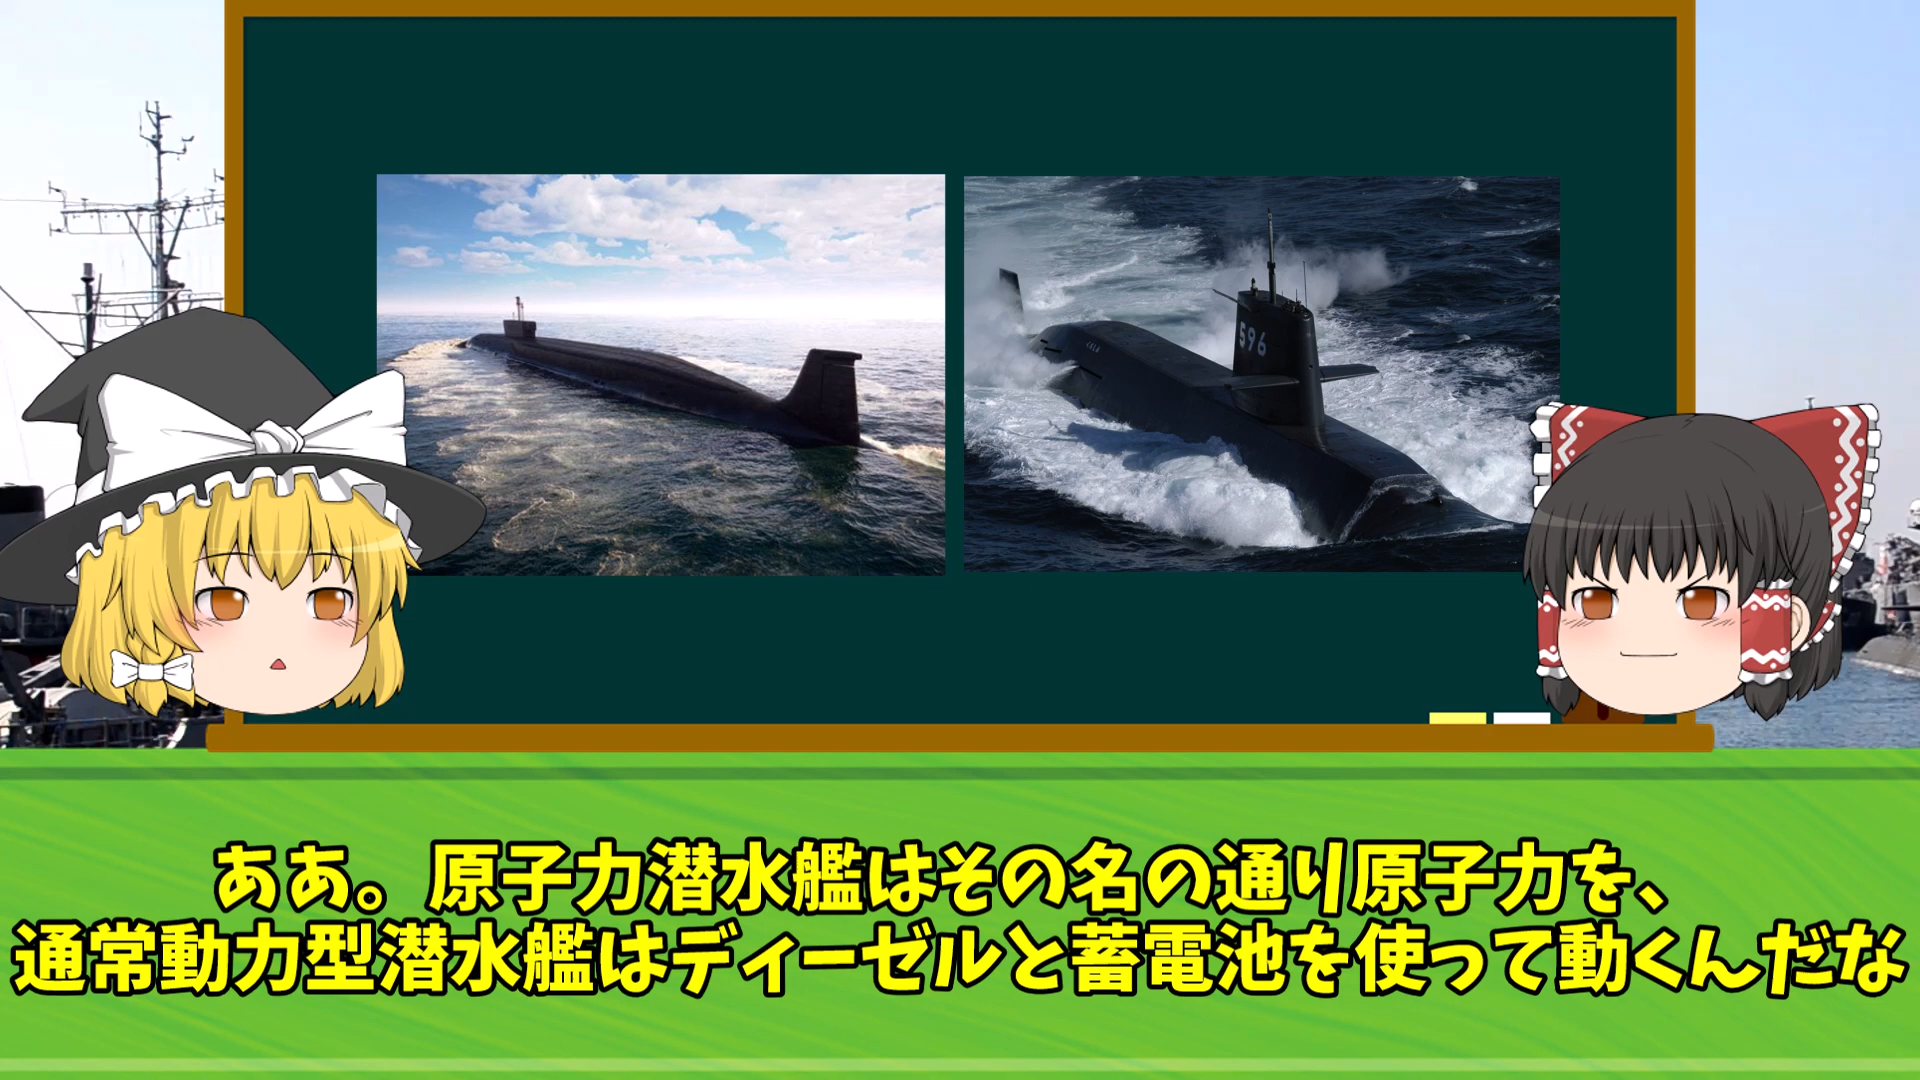 596
ああ。原子力潜水艦はその名の通り原子力を、
通常動力型潜水艦はディーゼルと蓄電池を使って動くんだな